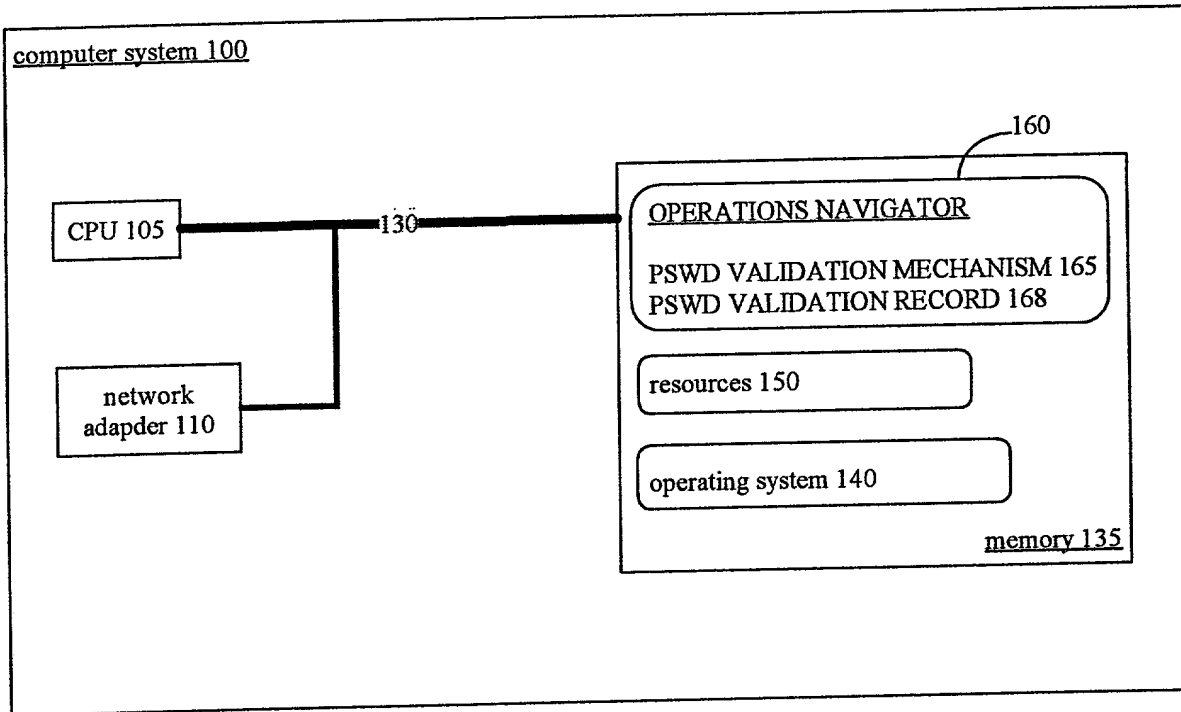 computer system 100
160
CPU 105
130
OPERATIONS NAVIGATOR
PSWD VALIDATION MECHANISM 165
PSWD VALIDATION RECORD 168
network
adapder 110
resources 150
operating system 140
memory 135